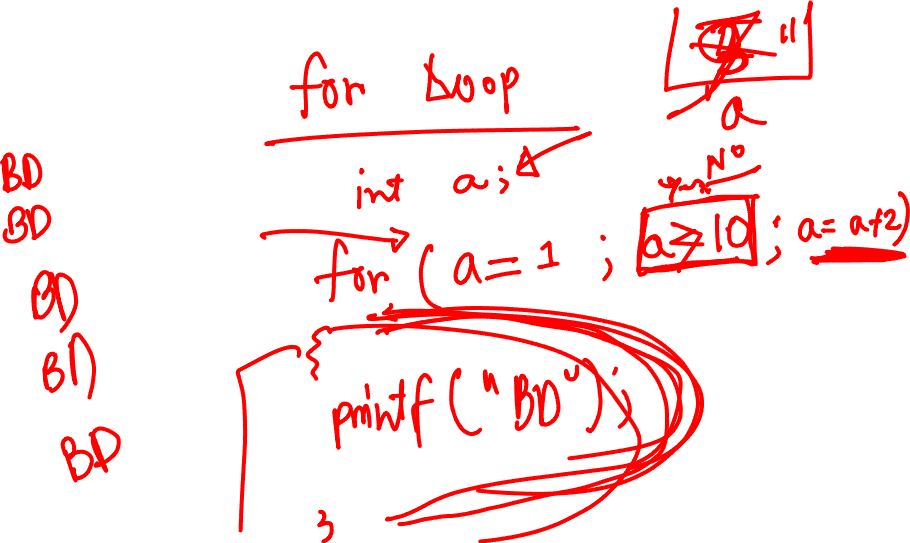 for Loop
11
a
int a;
No
for (a=1 ; a≥10 ; a=a+2)
{
printf("BD");
}
BD
BD
BD
BD
BD